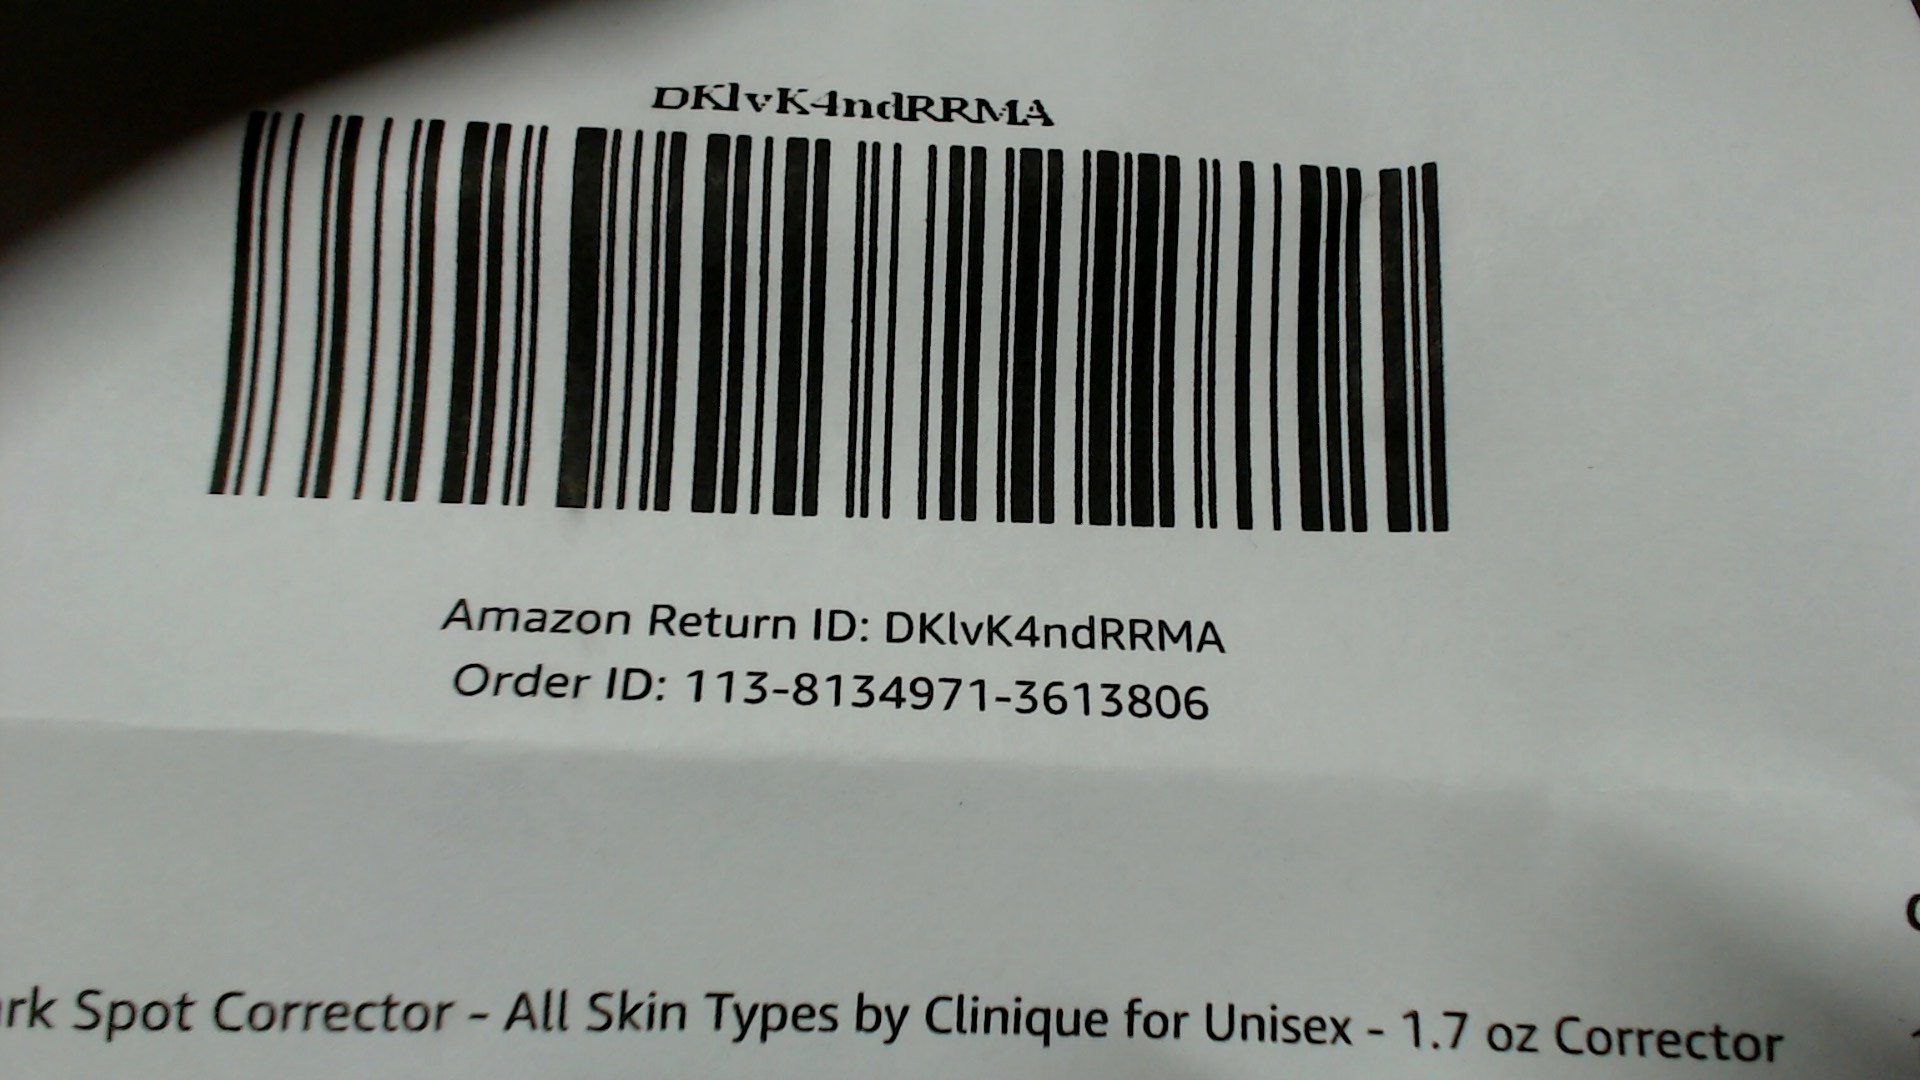 DKlvK4ndRRMA
Amazon Return ID: DKlvK4ndRRMA
Order ID: 113-8134971-3613806
Spot Corrector - All Skin Types by Clinique for Unisex - 1.7 oz Corrector